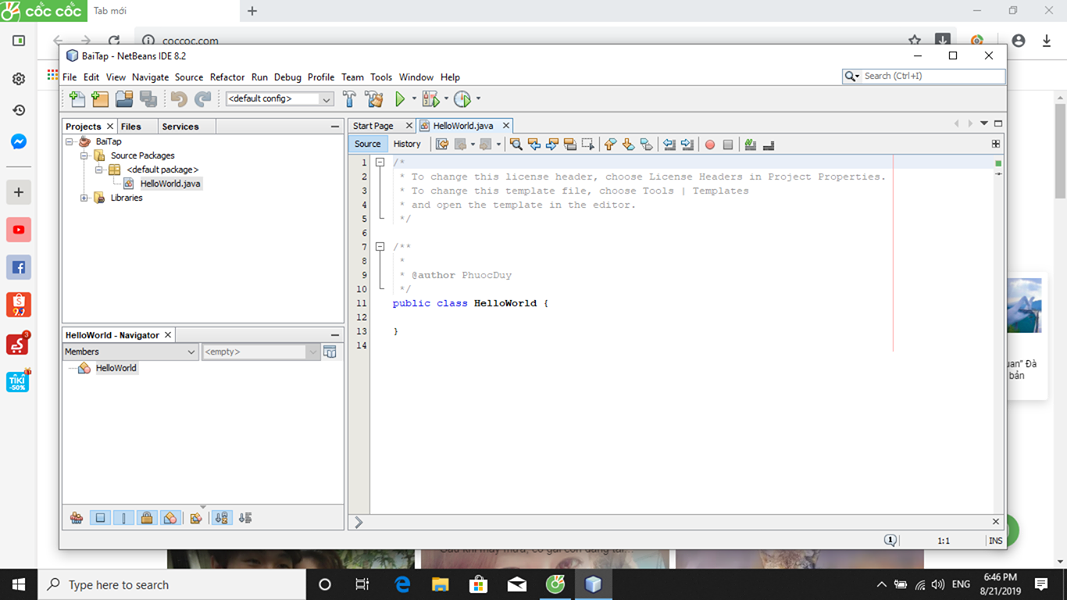 cốc cốc
Tab mới
coccoc.com
BaiTap - NetBeans IDE 8.2
File Edit View Navigate Source Refactor Run Debug Profile Team Tools Window Help
Search (Ctrl+I)
<default config>
Projects Files Services
BaiTap
Source Packages
<default package>
HelloWorld.java
Libraries
Start Page HelloWorld.java
Source History
1 /*
2 * To change this license header, choose License Headers in Project Properties.
3 * To change this template file, choose Tools | Templates
4 * and open the template in the editor.
5 */
6
7 /**
8 *
9 * @author PhuocDuy
10 */
11 public class HelloWorld {
12
13 }
14
HelloWorld - Navigator
Members <empty>
HelloWorld
uan" Đà
bản
TIKI
-50%
1:1 INS
Type here to search
ENG
6:46 PM
8/21/2019